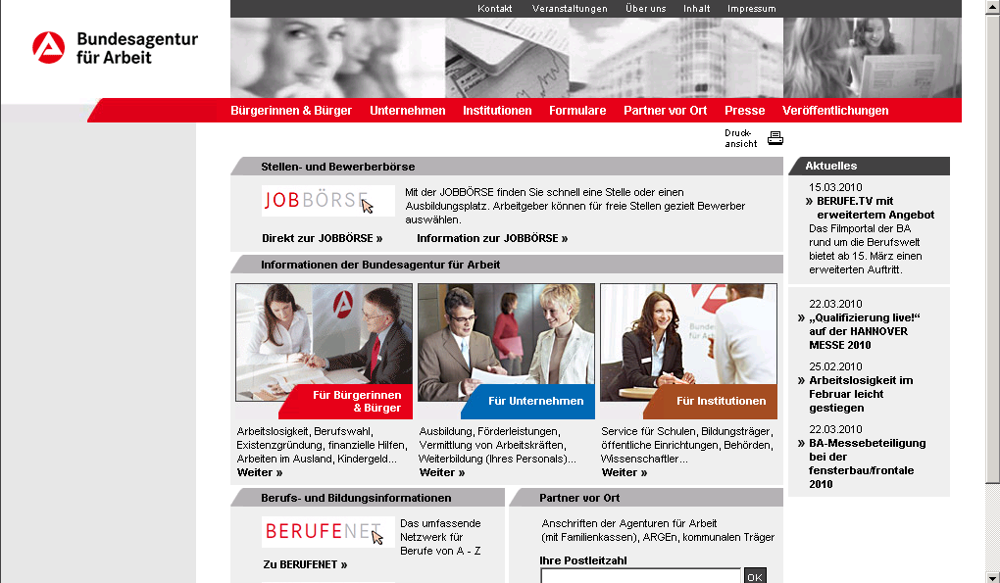 Kontakt Veranstaltungen Über uns Inhalt Impressum
Bundesagentur
für Arbeit
Bürgerinnen & Bürger Unternehmen Institutionen Formulare Partner vor Ort Presse Veröffentlichungen
Druck-
ansicht
Stellen- und Bewerberbörse
JOBBÖRSE
Mit der JOBBÖRSE finden Sie schnell eine Stelle oder einen
Ausbildungsplatz. Arbeitgeber können für freie Stellen gezielt Bewerber
auswählen.
Direkt zur JOBBÖRSE » Information zur JOBBÖRSE »
Informationen der Bundesagentur für Arbeit
Für Bürgerinnen
& Bürger
Arbeitslosigkeit, Berufswahl,
Existenzgründung, finanzielle Hilfen,
Arbeiten im Ausland, Kindergeld...
Weiter »
Für Unternehmen
Ausbildung, Förderleistungen,
Vermittlung von Arbeitskräften,
Weiterbildung (Ihres Personals)...
Weiter »
Für Institutionen
Service für Schulen, Bildungsträger,
öffentliche Einrichtungen, Behörden,
Wissenschaftler...
Weiter »
Berufs- und Bildungsinformationen
BERUFENET
Das umfassende
Netzwerk für
Berufe von A - Z
Zu BERUFENET »
Partner vor Ort
Anschriften der Agenturen für Arbeit
(mit Familienkassen), ARGEn, kommunalen Träger
Ihre Postleitzahl
OK
Aktuelles
15.03.2010
» BERUFE.TV mit
erweitertem Angebot
Das Filmportal der BA
rund um die Berufswelt
bietet ab 15. März einen
erweiterten Auftritt.
22.03.2010
» „Qualifizierung live!“
auf der HANNOVER
MESSE 2010
25.02.2010
» Arbeitslosigkeit im
Februar leicht
gestiegen
22.03.2010
» BA-Messebeteiligung
bei der
fensterbau/frontale
2010